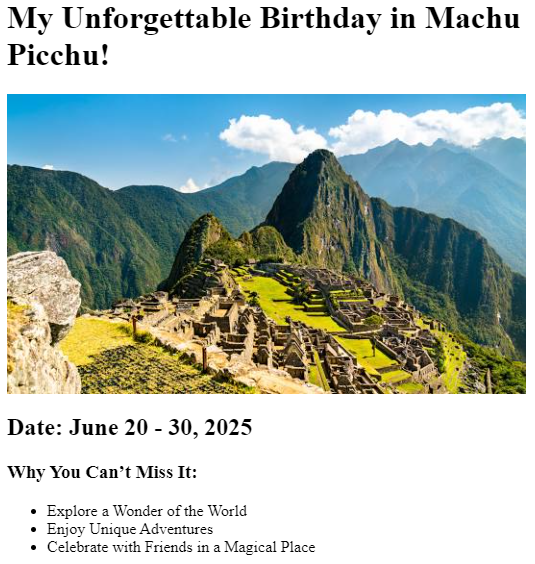 My Unforgettable Birthday in Machu
Picchu!
Date: June 20 - 30, 2025
Why You Can’t Miss It:
Explore a Wonder of the World
Enjoy Unique Adventures
Celebrate with Friends in a Magical Place